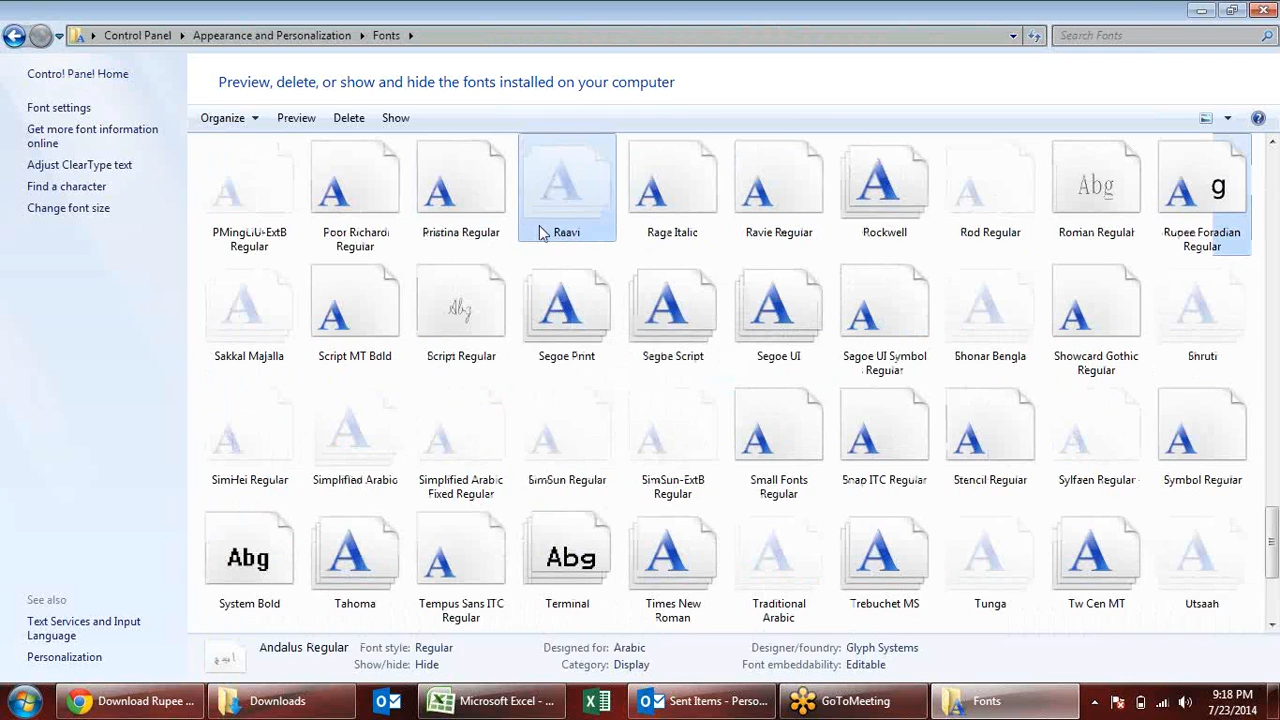 Control Panel Appearance and Personalization Fonts Search Fonts
Control Panel Home
Font settings
Get more font information
online
Adjust ClearType text
Find a character
Change font size
See also
Text Services and Input
Language
Personalization
Preview, delete, or show and hide the fonts installed on your computer
Organize Preview Delete Show
Abg g
PMingLiU-ExtB Poor Richard Pristina Regular Raavi Rage Italic Ravie Regular Rockwell Rod Regular Roman Regular Rupee Foradian
Regular Regular Regular
Abg
Sakkal Majalla Script MT Bold Script Regular Segoe Print Segoe Script Segoe UI Segoe UI Symbol Shonar Bangla Showcard Gothic Shruti
Regular Regular
SimHei Regular Simplified Arabic Simplified Arabic SimSun Regular SimSun-ExtB Small Fonts Snap ITC Regular Stencil Regular Sylfaen Regular Symbol Regular
Fixed Regular Regular Regular
Abg Abg
System Bold Tahoma Tempus Sans ITC Terminal Times New Traditional Trebuchet MS Tunga Tw Cen MT Utsaah
Regular Roman Arabic
Andalus Regular Font style: Regular Designed for: Arabic Designer/foundry: Glyph Systems
Show/hide: Hide Category: Display Font embeddability: Editable
Download Rupee ... Downloads Microsoft Excel - ... Sent Items - Perso... GoToMeeting Fonts
9:18 PM
7/23/2014